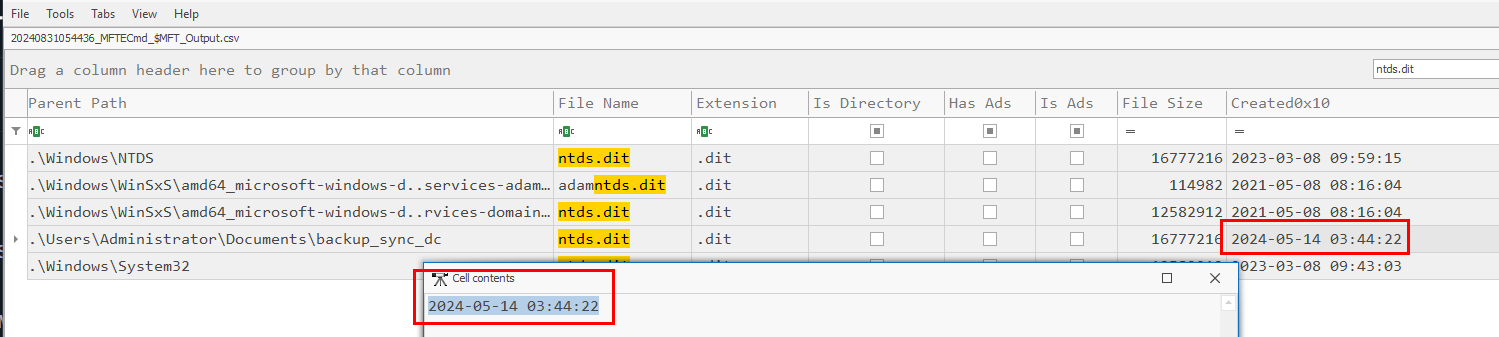 File Tools Tabs View Help
20240831054436_MFTECmd_$MFT_Output.csv
Drag a column header here to group by that column
ntds.dit
Parent Path File Name Extension Is Directory Has Ads Is Ads File Size Created0x10
ABC ABC ABC = =
.\Windows\NTDS ntds.dit .dit 16777216 2023-03-08 09:59:15
.\Windows\WinSxS\amd64_microsoft-windows-d..services-adam… adamntds.dit .dit 114982 2021-05-08 08:16:04
.\Windows\WinSxS\amd64_microsoft-windows-d..rvices-domain… ntds.dit .dit 12582912 2021-05-08 08:16:04
.\Users\Administrator\Documents\backup_sync_dc ntds.dit .dit 16777216 2024-05-14 03:44:22
.\Windows\System32 2023-03-08 09:43:03
Cell contents
2024-05-14 03:44:22